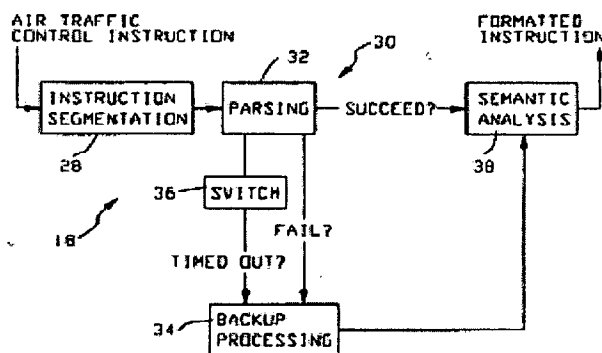 AIR TRAFFIC
CONTROL INSTRUCTION
FORMATTED
INSTRUCTION
30
32
INSTRUCTION
SEGMENTATION
PARSING
SUCCEED?
SEMANTIC
ANALYSIS
28
38
36
SWITCH
18
FAIL?
TIMED OUT?
34
BACKUP
PROCESSING